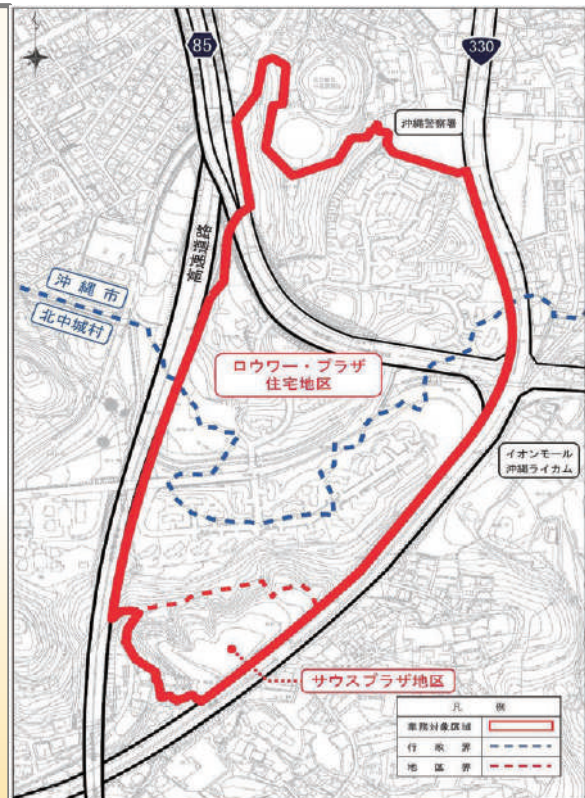 85
330
沖縄警察署
高速道路
沖縄市
北中城村
ロウワー・プラザ
住宅地区
イオンモール
沖縄ライカム
サウスプラザ地区
凡例
業務対象区域
行政界
地区界